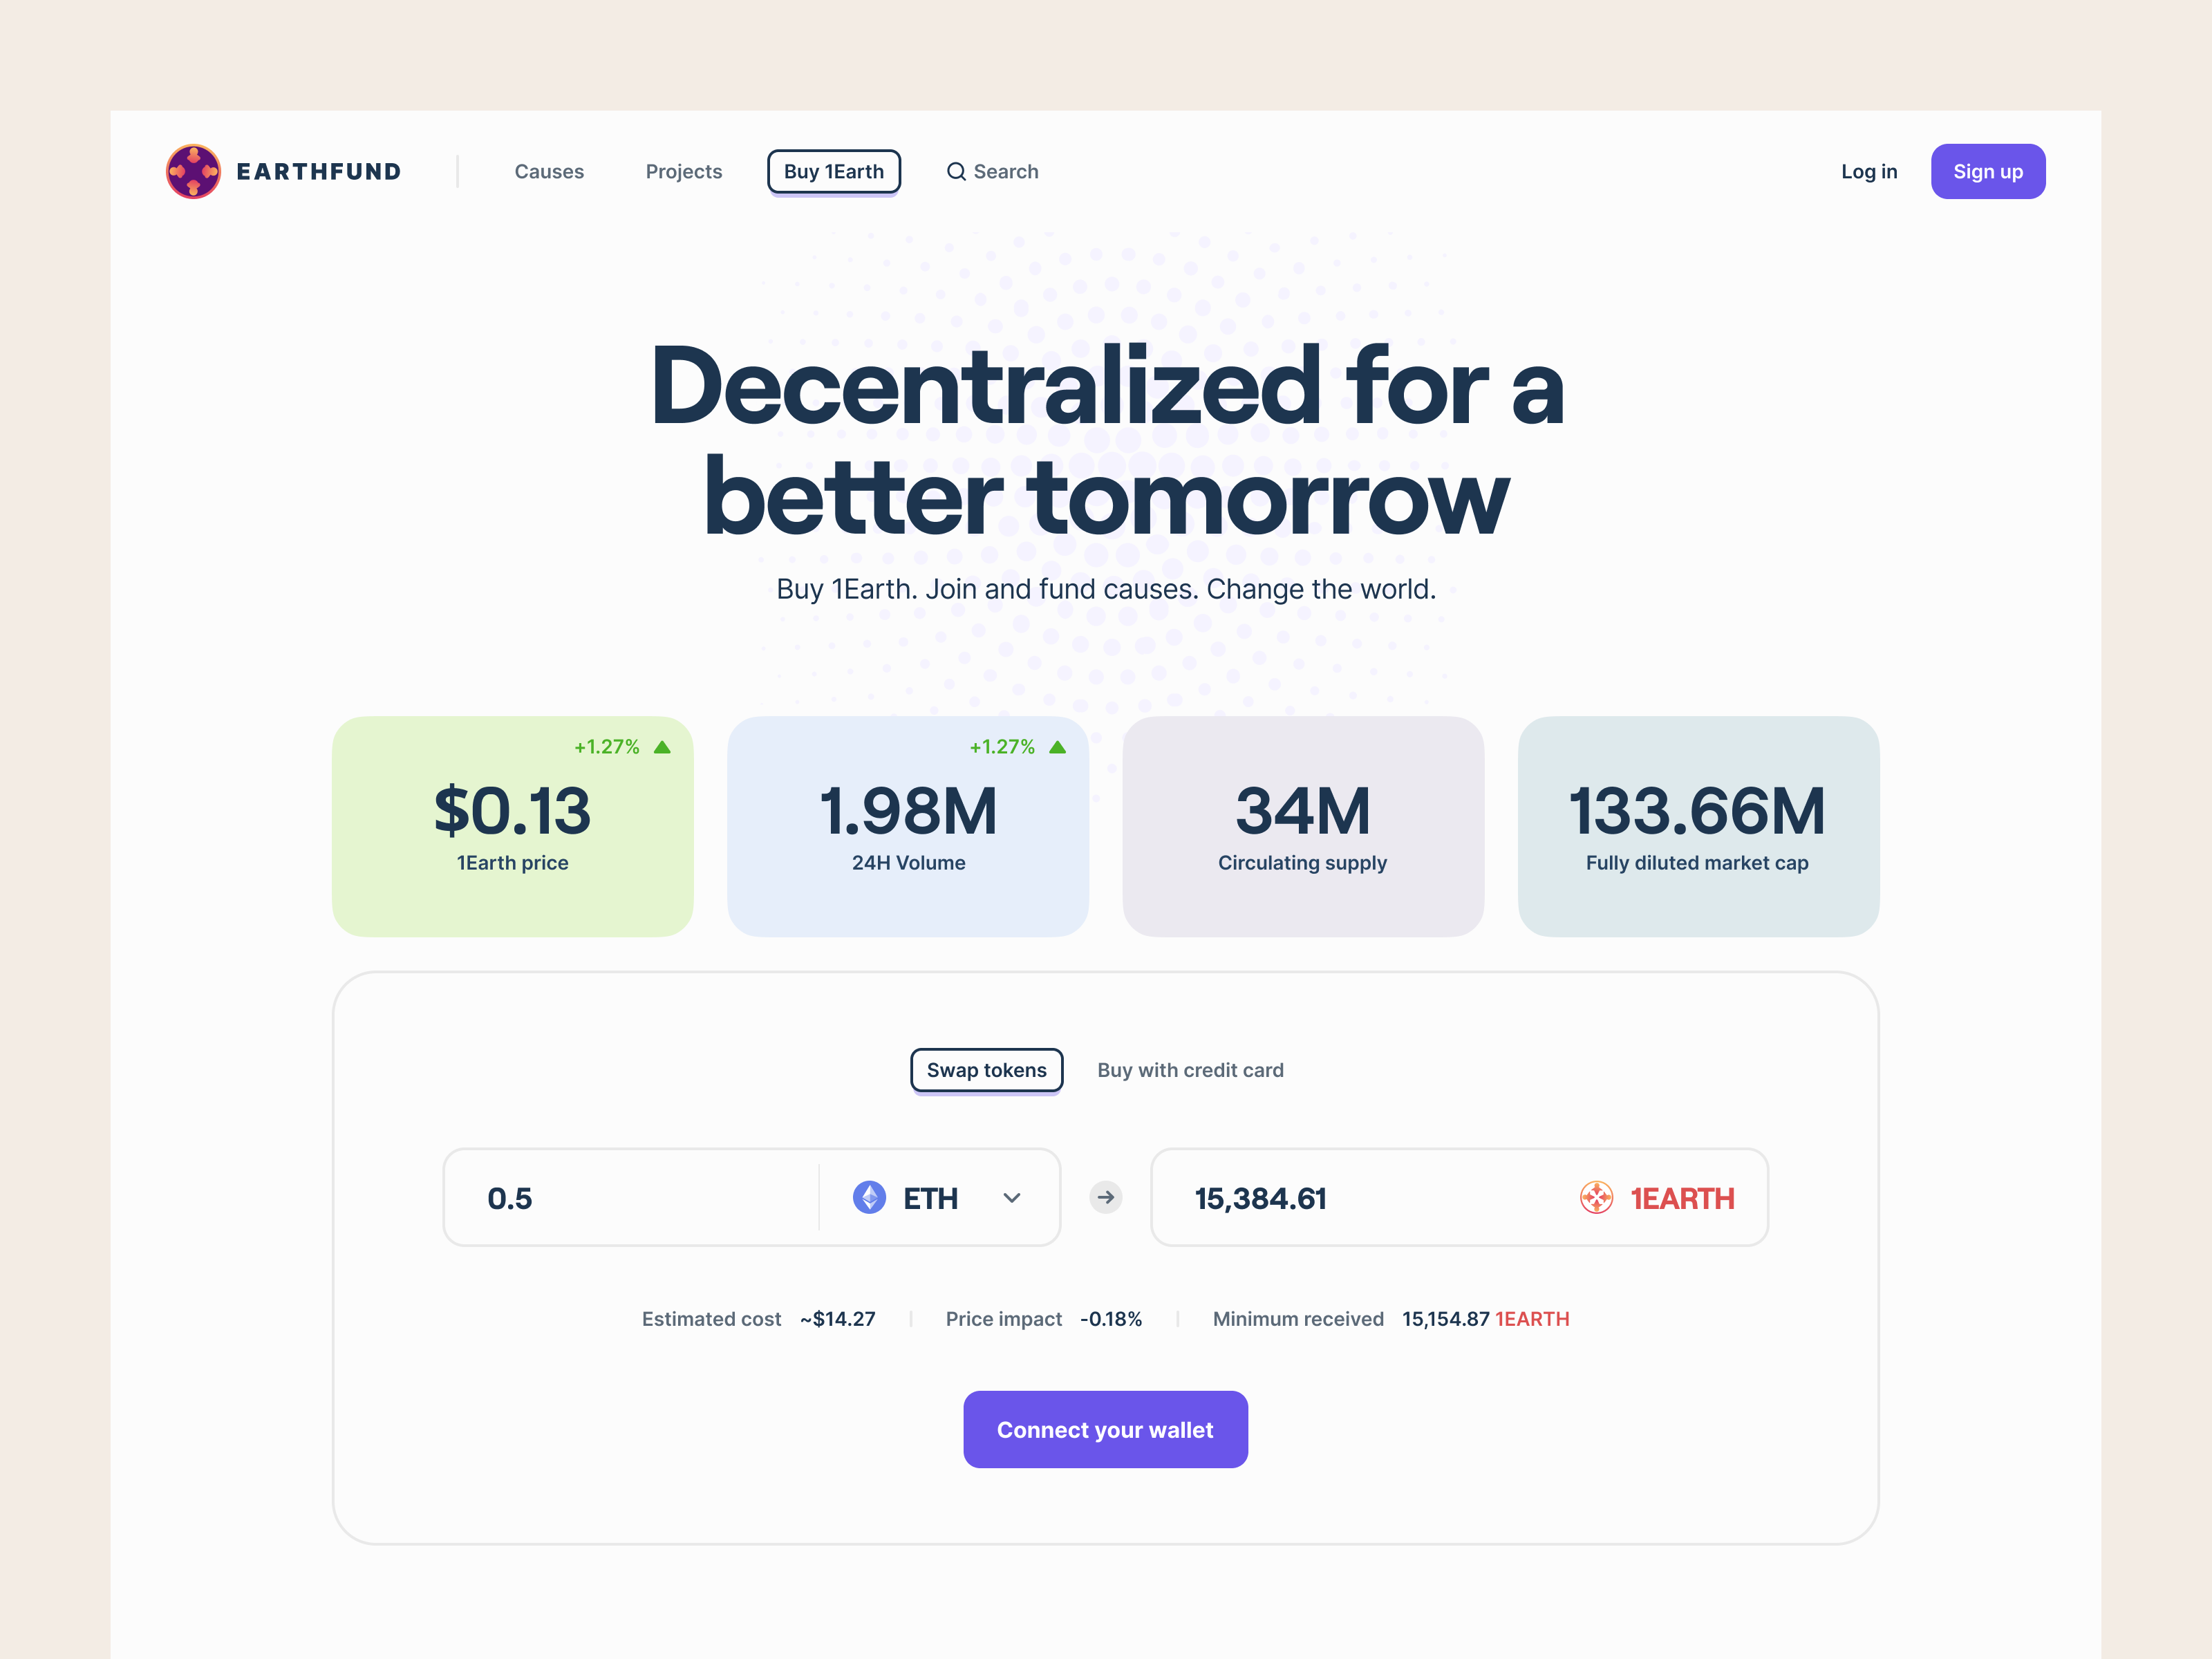 EARTHFUND
Causes
Projects
Buy 1Earth
Search
Log in
Sign up
Decentralized for a
better tomorrow
Buy 1Earth. Join and fund causes. Change the world.
+1.27%
$0.13
1Earth price
+1.27%
1.98M
24H Volume
34M
Circulating supply
133.66M
Fully diluted market cap
Swap tokens
Buy with credit card
0.5
ETH
15,384.61
1EARTH
Estimated cost ~$14.27
Price impact -0.18%
Minimum received 15,154.87 1EARTH
Connect your wallet